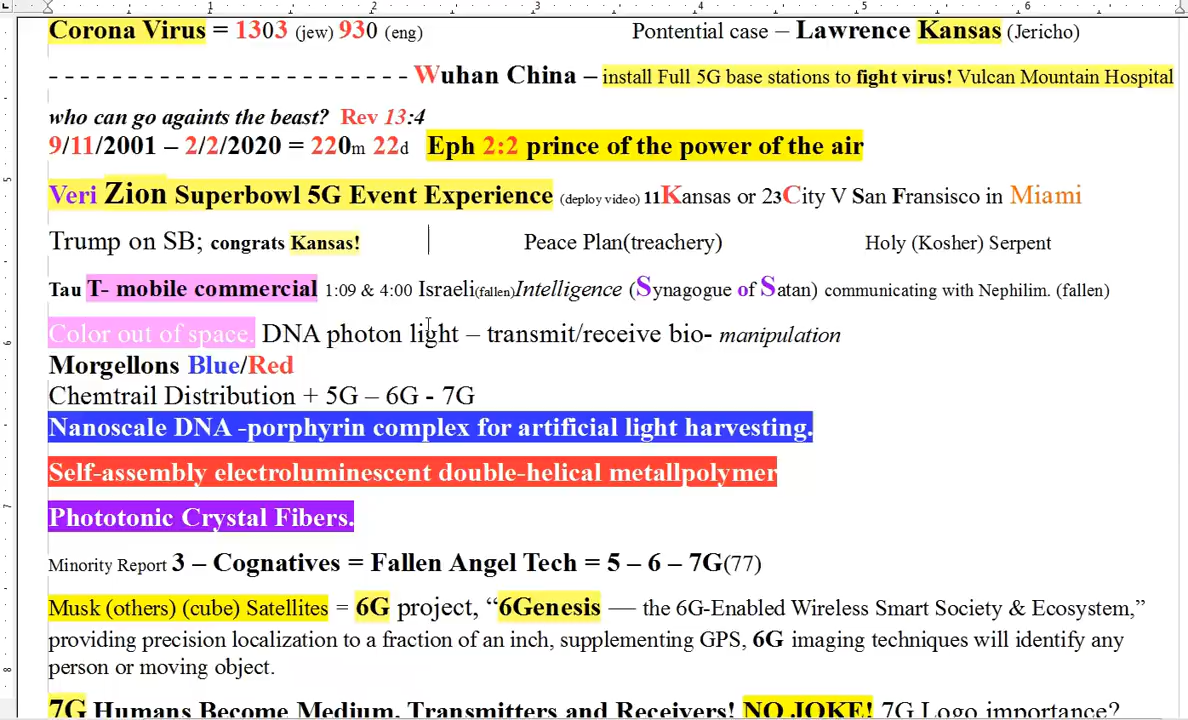 Corona Virus = 1303 (jew) 930 (eng) Pontential case – Lawrence Kansas (Jericho)
- - - - - - - - - - - - - - - - - - - - - - - Wuhan China – install Full 5G base stations to fight virus! Vulcan Mountain Hospital
who can go againts the beast? Rev 13:4
9/11/2001 – 2/2/2020 = 220m 22d Eph 2:2 prince of the power of the air
Veri Zion Superbowl 5G Event Experience (deploy video) 11Kansas or 23City V San Fransisco in Miami
Trump on SB; congrats Kansas! Peace Plan(treachery) Holy (Kosher) Serpent
Tau T- mobile commercial 1:09 & 4:00 Israeli(fallen)Intelligence (Synagogue of Satan) communicating with Nephilim. (fallen)
Color out of space. DNA photon light – transmit/receive bio- manipulation
Morgellons Blue/Red
Chemtrail Distribution + 5G – 6G - 7G
Nanoscale DNA -porphyrin complex for artificial light harvesting.
Self-assembly electroluminescent double-helical metallpolymer
Phototonic Crystal Fibers.
Minority Report 3 – Cognatives = Fallen Angel Tech = 5 – 6 – 7G(77)
Musk (others) (cube) Satellites = 6G project, “6Genesis — the 6G-Enabled Wireless Smart Society & Ecosystem,”
providing precision localization to a fraction of an inch, supplementing GPS, 6G imaging techniques will identify any
person or moving object.
7G Humans Become Medium, Transmitters and Receivers! NO JOKE! 7G Logo importance?